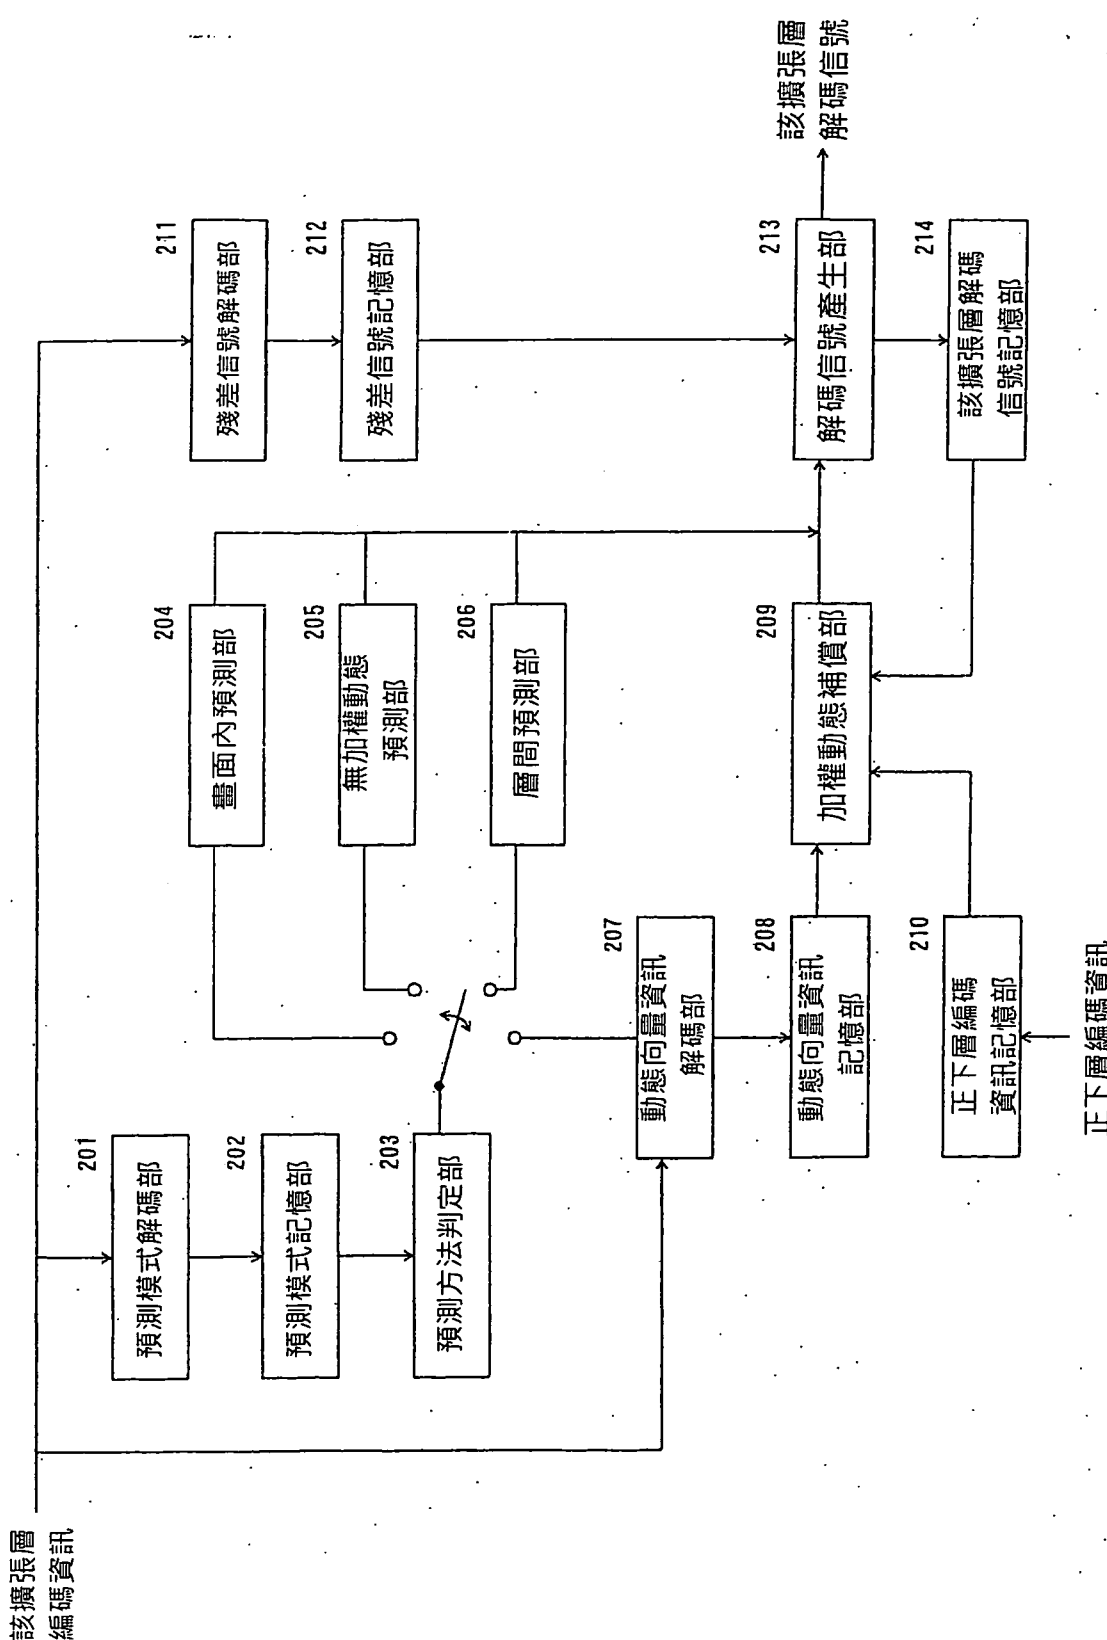 該擴張層
編碼資訊
201
預測模式解碼部
202
預測模式記憶部
203
預測方法判定部
204
畫面內預測部
205
無加權動態
預測部
206
層間預測部
207
動態向量資訊
解碼部
208
動態向量資訊
記憶部
209
加權動態補償部
210
正下層編碼
資訊記憶部
正下層編碼資訊
211
殘差信號解碼部
212
殘差信號記憶部
213
解碼信號產生部
214
該擴張層解碼
信號記憶部
該擴張層
解碼信號